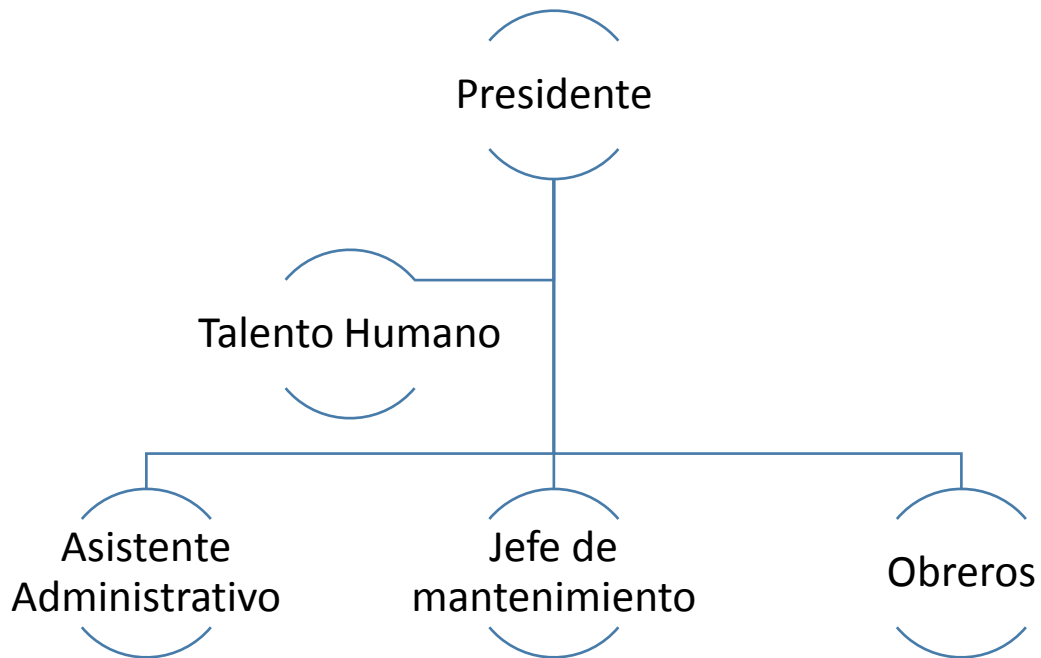 Presidente
Talento Humano
Asistente
Administrativo
Jefe de
mantenimiento
Obreros